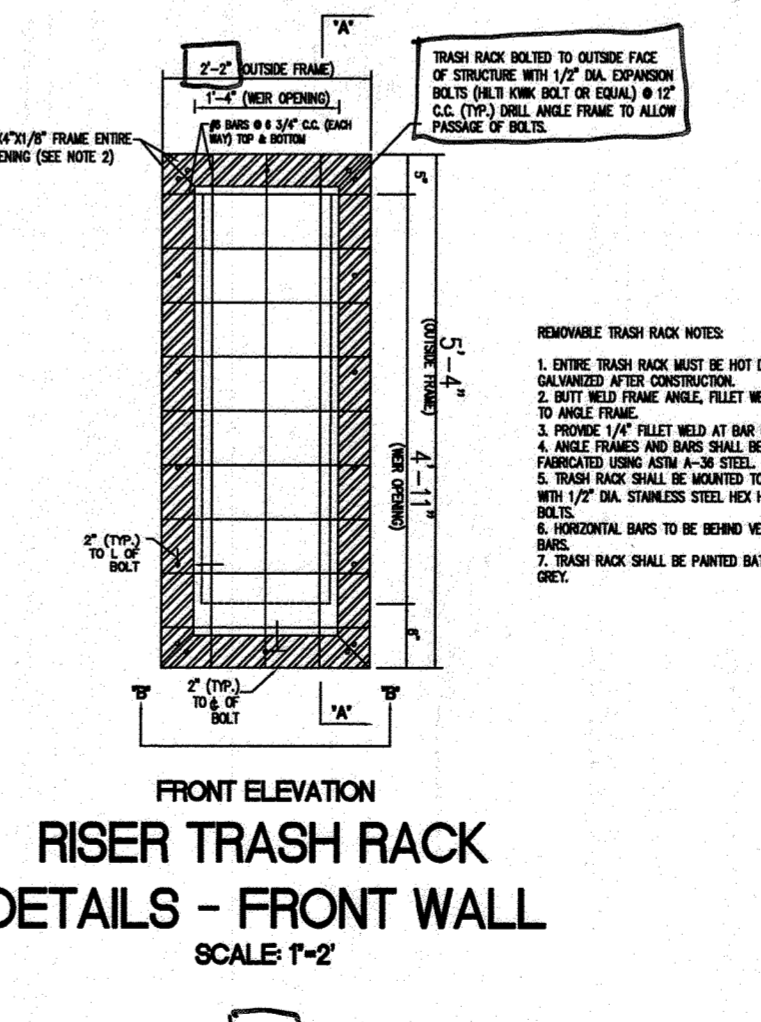 "A"
2'-2" (OUTSIDE FRAME)
1'-4" (WEIR OPENING)
#6 BARS @ 6 3/4" C.C. (EACH
WAY) TOP & BOTTOM
X4"X1/8" FRAME ENTIRE
ENING (SEE NOTE 2)
TRASH RACK BOLTED TO OUTSIDE FACE
OF STRUCTURE WITH 1/2" DIA. EXPANSION
BOLTS (HILTI KWIK BOLT OR EQUAL) @ 12"
C.C. (TYP.) DRILL ANGLE FRAME TO ALLOW
PASSAGE OF BOLTS.
5"
5'-4"
(OUTSIDE FRAME)
4'-11"
(WEIR OPENING)
REMOVABLE TRASH RACK NOTES:
1. ENTIRE TRASH RACK MUST BE HOT D
GALVANIZED AFTER CONSTRUCTION.
2. BUTT WELD FRAME ANGLE, FILLET WE
TO ANGLE FRAME.
3. PROVIDE 1/4" FILLET WELD AT BAR
4. ANGLE FRAMES AND BARS SHALL BE
FABRICATED USING ASTM A-36 STEEL.
5. TRASH RACK SHALL BE MOUNTED TO
WITH 1/2" DIA. STAINLESS STEEL HEX H
BOLTS.
6. HORIZONTAL BARS TO BE BEHIND VE
BARS.
7. TRASH RACK SHALL BE PAINTED BAT
GREY.
2" (TYP.)
TO L OF
BOLT
2" (TYP.)
TO ℄ OF
BOLT
"B"
"A"
"B"
FRONT ELEVATION
RISER TRASH RACK
DETAILS - FRONT WALL
SCALE: 1"=2'